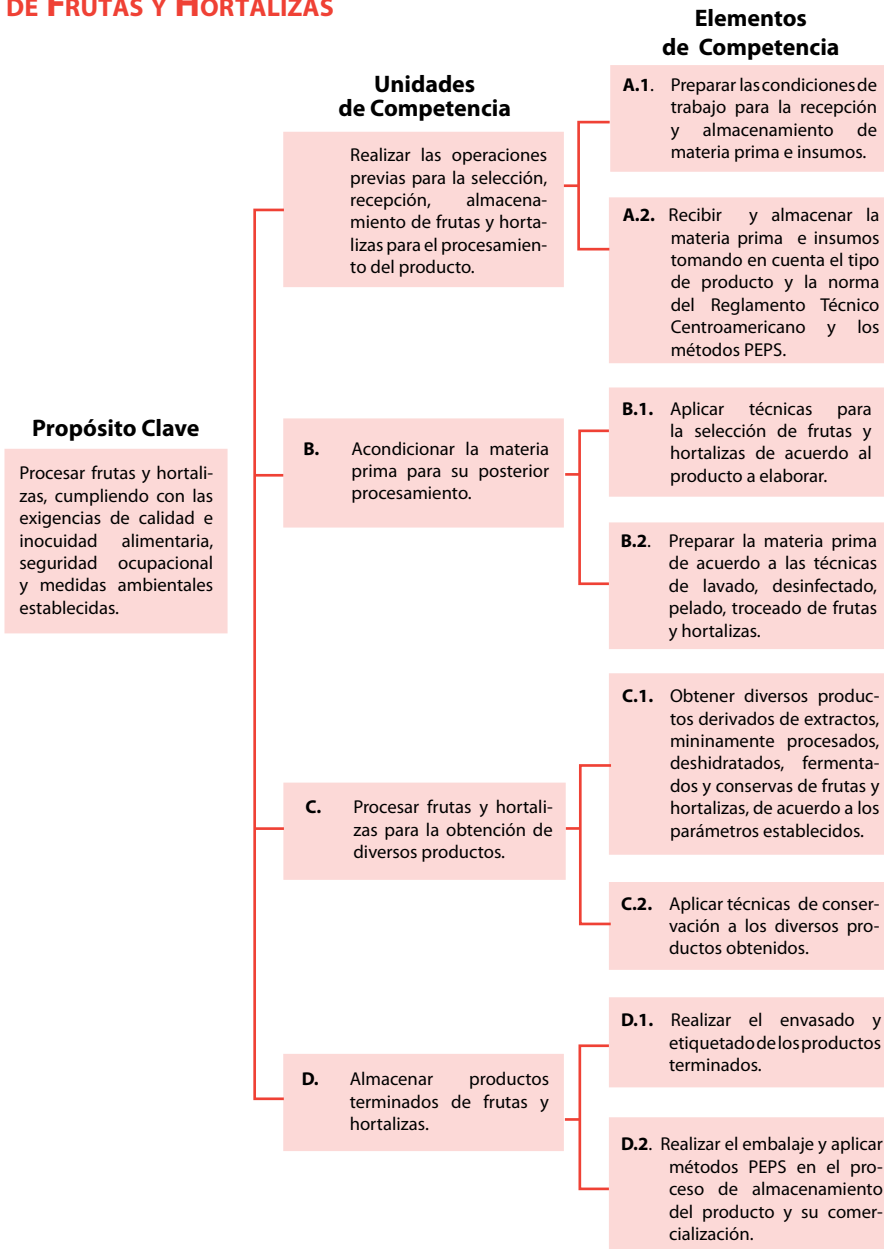 DE FRUTAS Y HORTALIZAS
Elementos
de Competencia
Unidades
de Competencia
A.1. Preparar las condiciones de
trabajo para la recepción
y almacenamiento de
materia prima e insumos.
Realizar las operaciones
previas para la selección,
recepción, almacena-
miento de frutas y horta-
lizas para el procesamien-
to del producto.
A.2. Recibir y almacenar la
materia prima e insumos
tomando en cuenta el tipo
de producto y la norma
del Reglamento Técnico
Centroamericano y los
métodos PEPS.
Propósito Clave
Procesar frutas y hortali-
zas, cumpliendo con las
exigencias de calidad e
inocuidad alimentaria,
seguridad ocupacional
y medidas ambientales
establecidas.
B. Acondicionar la materia
prima para su posterior
procesamiento.
B.1. Aplicar técnicas para
la selección de frutas y
hortalizas de acuerdo al
producto a elaborar.
B.2. Preparar la materia prima
de acuerdo a las técnicas
de lavado, desinfectado,
pelado, troceado de frutas
y hortalizas.
C. Procesar frutas y hortali-
zas para la obtención de
diversos productos.
C.1. Obtener diversos produc-
tos derivados de extractos,
mininamente procesados,
deshidratados, fermenta-
dos y conservas de frutas y
hortalizas, de acuerdo a los
parámetros establecidos.
C.2. Aplicar técnicas de conser-
vación a los diversos pro-
ductos obtenidos.
D. Almacenar productos
terminados de frutas y
hortalizas.
D.1. Realizar el envasado y
etiquetado de los productos
terminados.
D.2. Realizar el embalaje y aplicar
métodos PEPS en el pro-
ceso de almacenamiento
del producto y su comer-
cialización.